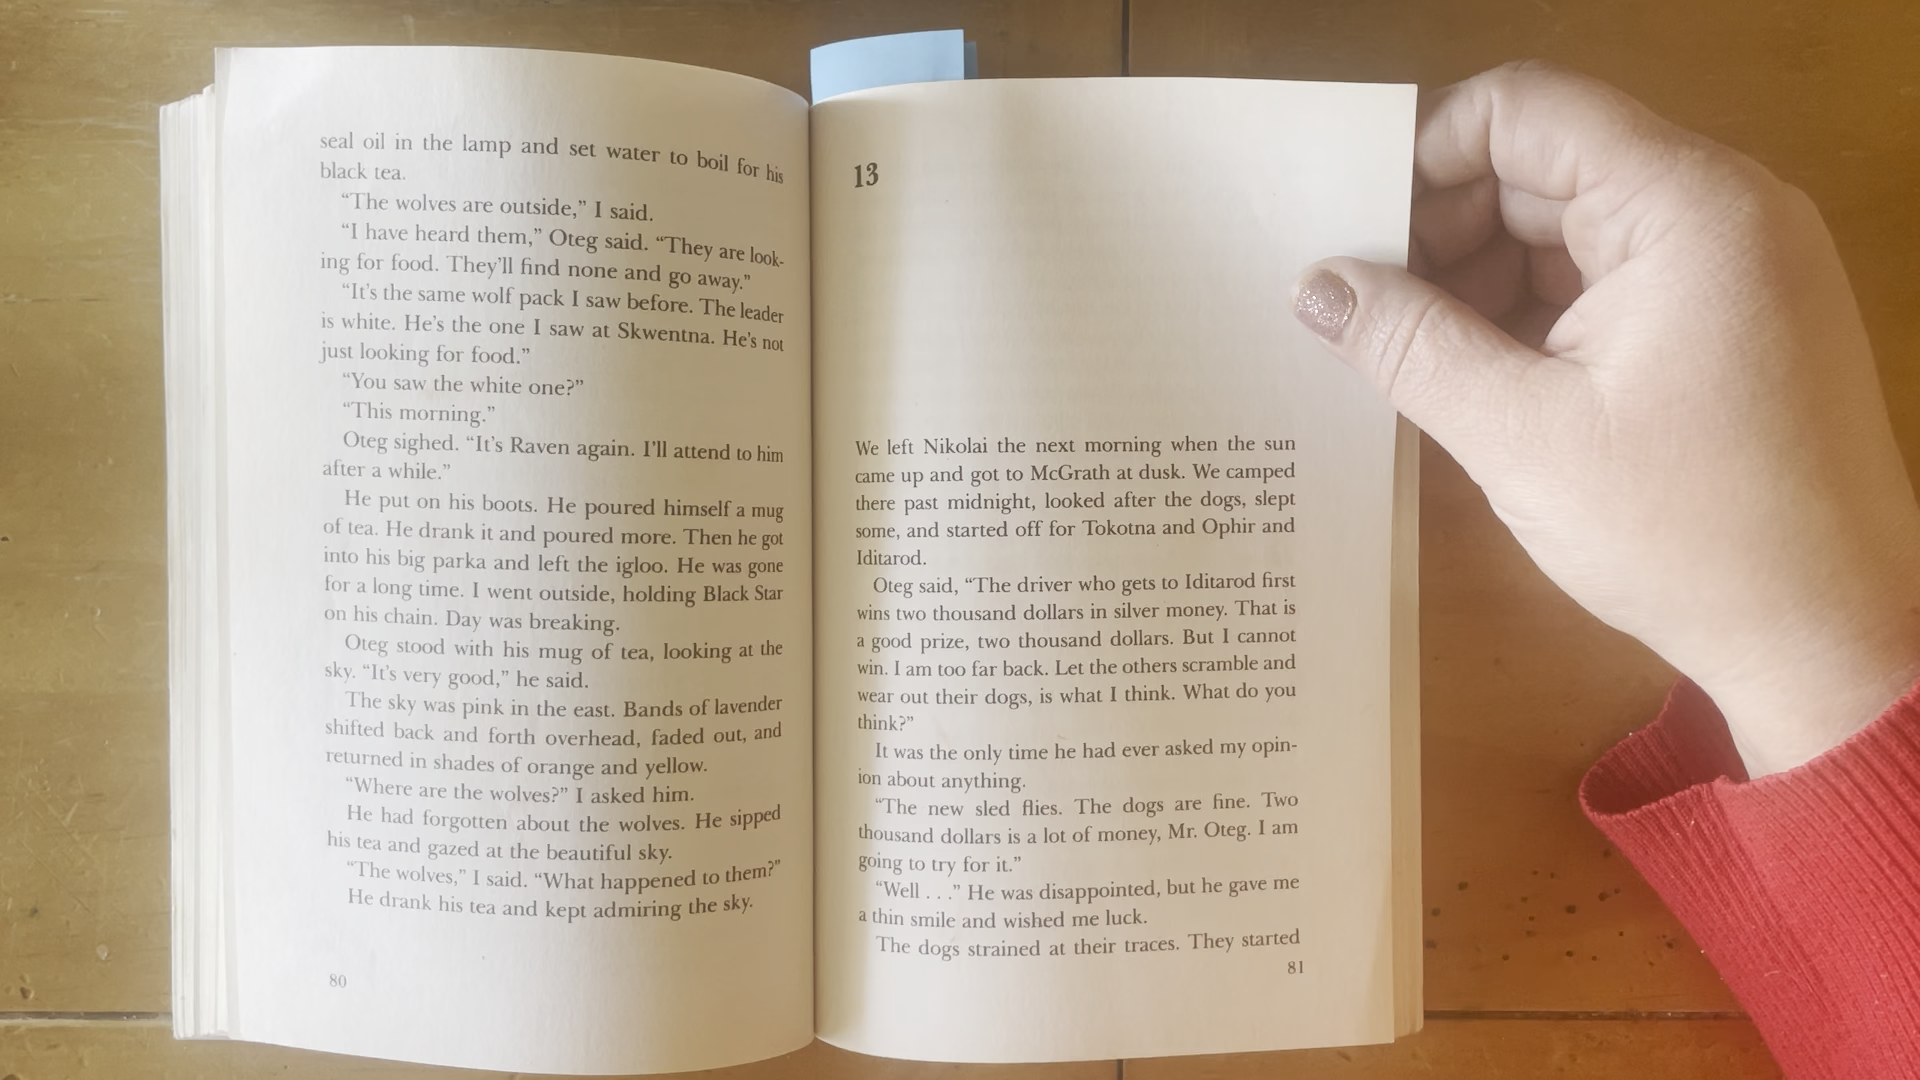 seal oil in the lamp and set water to boil for his
black tea.
“The wolves are outside,” I said.
“I have heard them,” Oteg said. “They are look-
ing for food. They’ll find none and go away.”
“It’s the same wolf pack I saw before. The leader
is white. He’s the one I saw at Skwentna. He’s not
just looking for food.”
“You saw the white one?”
“This morning.”
Oteg sighed. “It’s Raven again. I’ll attend to him
after a while.”
He put on his boots. He poured himself a mug
of tea. He drank it and poured more. Then he got
into his big parka and left the igloo. He was gone
for a long time. I went outside, holding Black Star
on his chain. Day was breaking.
Oteg stood with his mug of tea, looking at the
sky. “It’s very good,” he said.
The sky was pink in the east. Bands of lavender
shifted back and forth overhead, faded out, and
returned in shades of orange and yellow.
“Where are the wolves?” I asked him.
He had forgotten about the wolves. He sipped
his tea and gazed at the beautiful sky.
“The wolves,” I said. “What happened to them?”
He drank his tea and kept admiring the sky.
80
13
We left Nikolai the next morning when the sun
came up and got to McGrath at dusk. We camped
there past midnight, looked after the dogs, slept
some, and started off for Tokotna and Ophir and
Iditarod.
Oteg said, “The driver who gets to Iditarod first
wins two thousand dollars in silver money. That is
a good prize, two thousand dollars. But I cannot
win. I am too far back. Let the others scramble and
wear out their dogs, is what I think. What do you
think?”
It was the only time he had ever asked my opin-
ion about anything.
“The new sled flies. The dogs are fine. Two
thousand dollars is a lot of money, Mr. Oteg. I am
going to try for it.”
“Well . . .” He was disappointed, but he gave me
a thin smile and wished me luck.
The dogs strained at their traces. They started
81